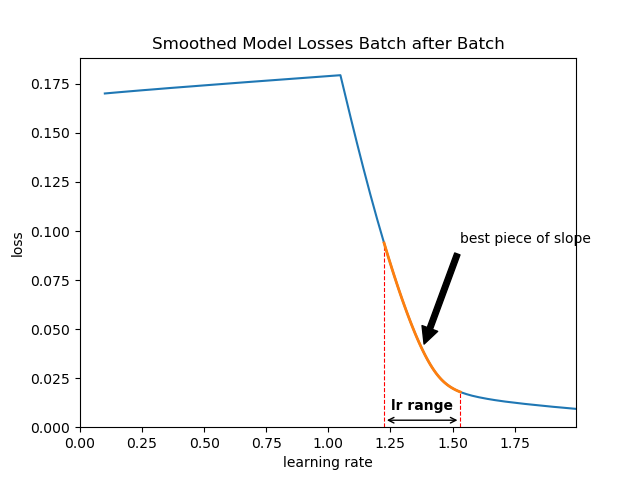 Smoothed Model Losses Batch after Batch
0.175
0.150
0.125
0.100
0.075
0.050
0.025
0.000
loss
best piece of slope
lr range
0.00 0.25 0.50 0.75 1.00 1.25 1.50 1.75
learning rate